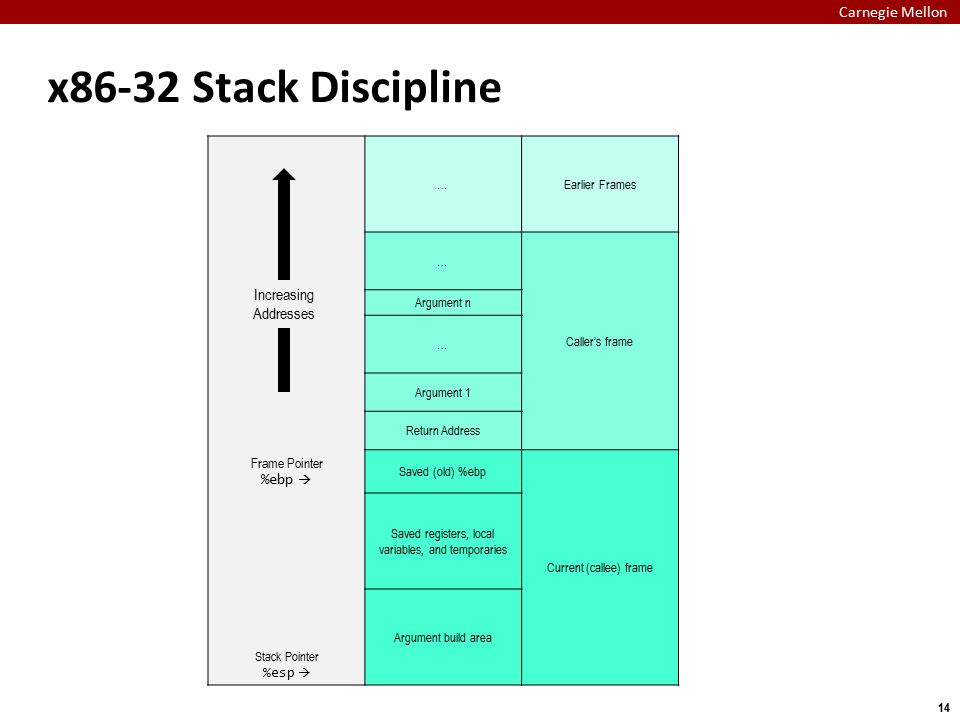 Carnegie Mellon
x86-32 Stack Discipline
…
Earlier Frames
…
Increasing
Addresses
Argument n
…
Caller's frame
Argument 1
Return Address
Frame Pointer
%ebp →
Saved (old) %ebp
Saved registers, local
variables, and temporaries
Current (callee) frame
Argument build area
Stack Pointer
%esp →
14